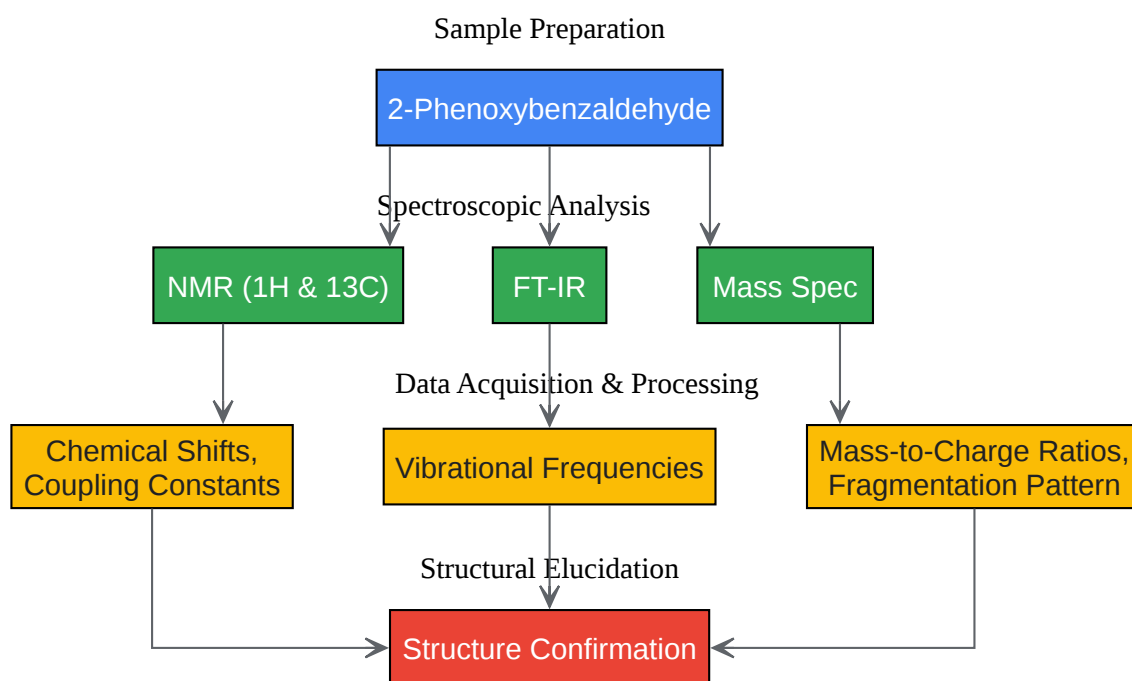 Sample Preparation
2-Phenoxybenzaldehyde
Spectroscopic Analysis
NMR (1H & 13C)
FT-IR
Mass Spec
Data Acquisition & Processing
Chemical Shifts,
Coupling Constants
Vibrational Frequencies
Mass-to-Charge Ratios,
Fragmentation Pattern
Structural Elucidation
Structure Confirmation